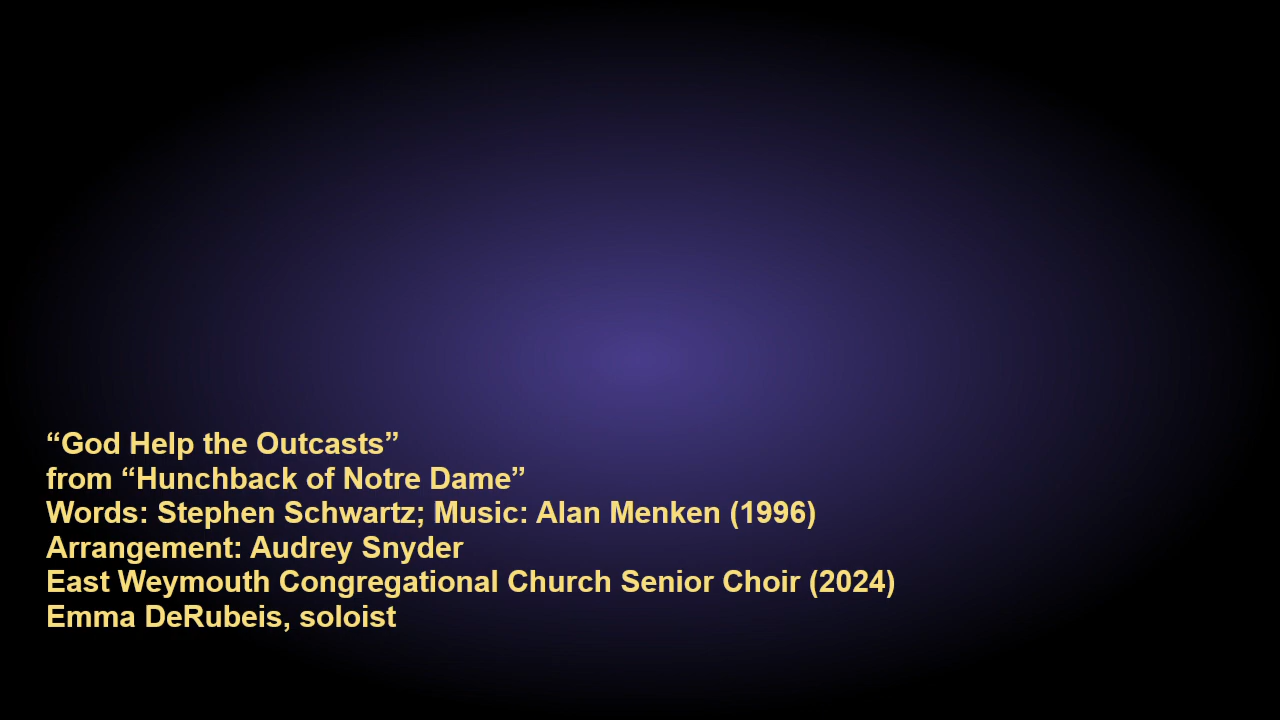 “God Help the Outcasts”
from “Hunchback of Notre Dame”
Words: Stephen Schwartz; Music: Alan Menken (1996)
Arrangement: Audrey Snyder
East Weymouth Congregational Church Senior Choir (2024)
Emma DeRubeis, soloist